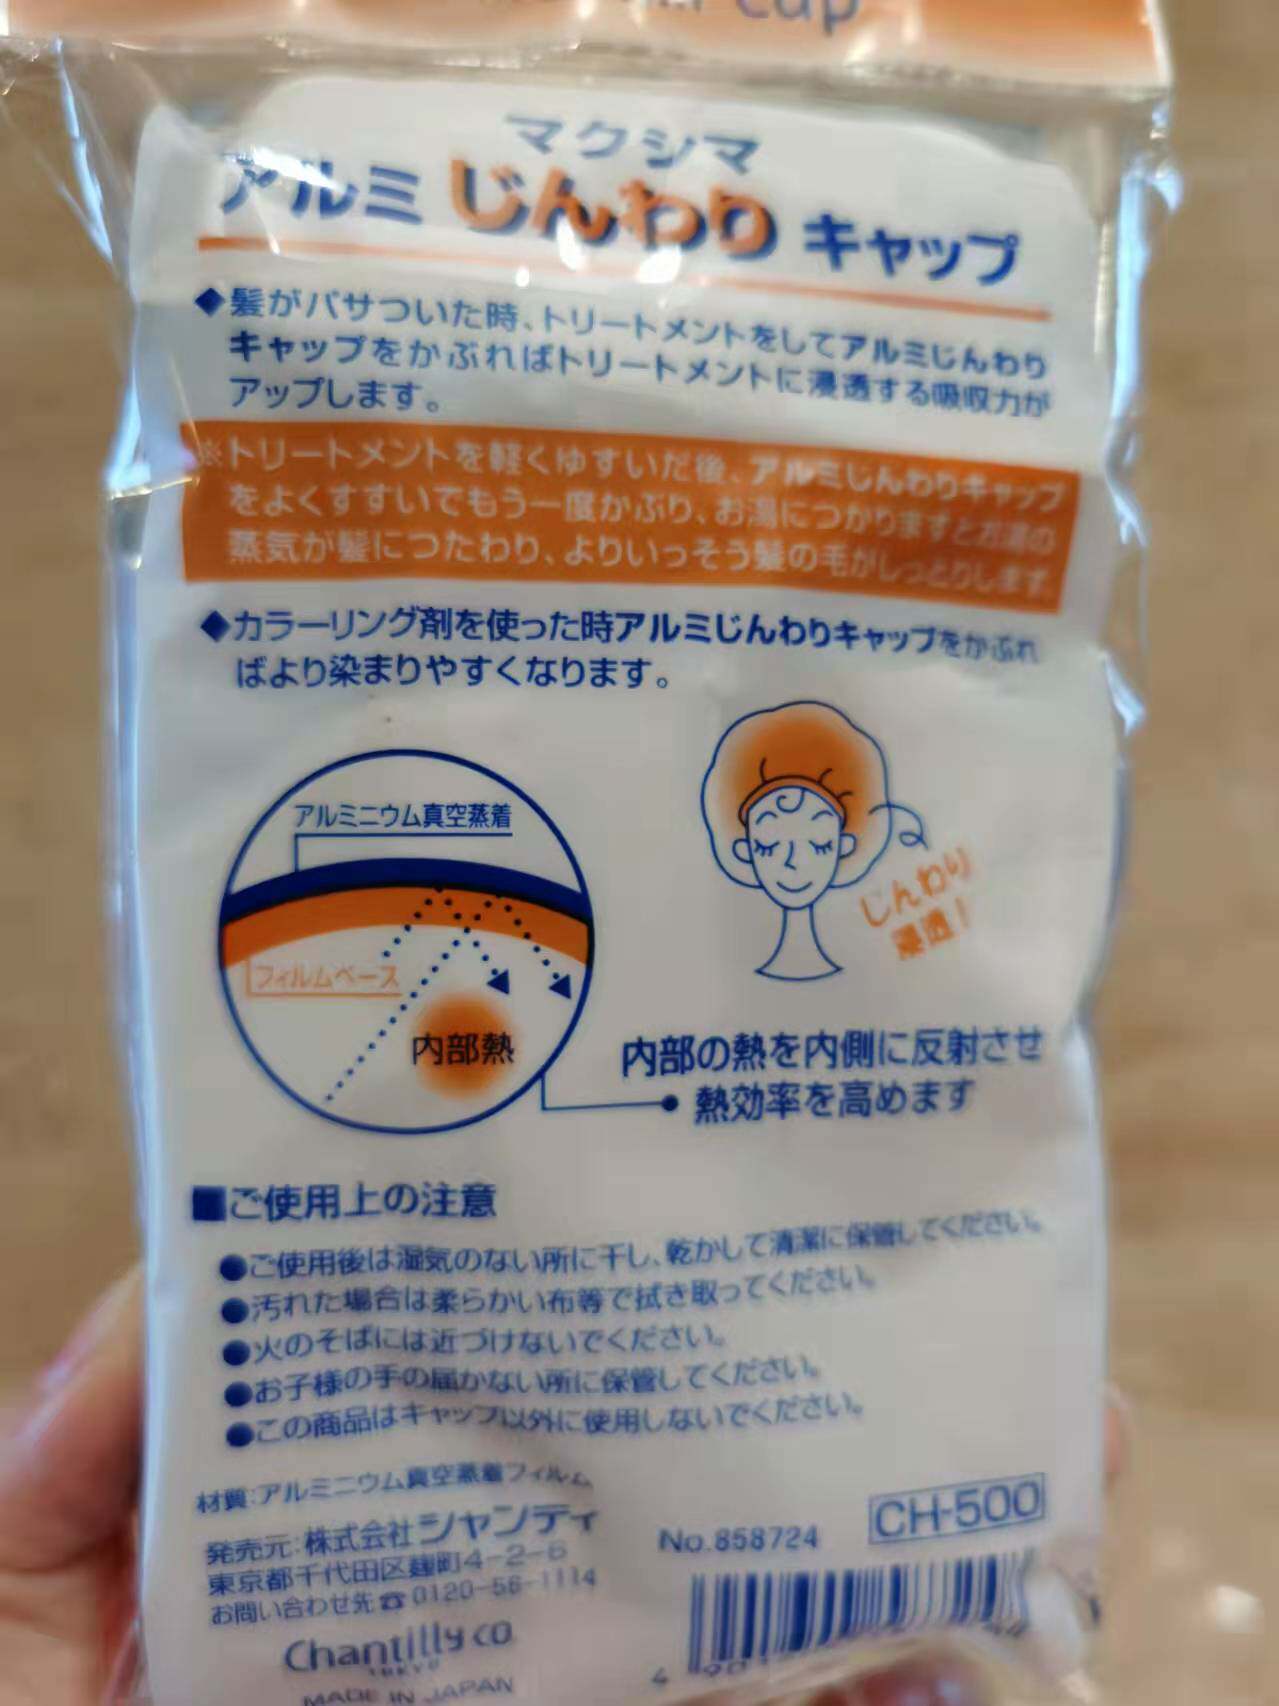 cap
マクシマ
アルミ じんわり キャップ
◆髪がパサついた時、トリートメントをしてアルミじんわり
キャップをかぶればトリートメントに浸透する吸収力が
アップします。
※トリートメントを軽くゆすいだ後、アルミじんわりキャップ
をよくすすいでもう一度かぶり、お湯につかりますとお湯の
蒸気が髪につたわり、よりいっそう髪の毛がしっとりします。
◆カラーリング剤を使った時アルミじんわりキャップをかぶれ
ばより染まりやすくなります。
アルミニウム真空蒸着
フィルムベース
内部熱
じんわり
浸透!
内部の熱を内側に反射させ
熱効率を高めます
■ご使用上の注意
●ご使用後は湿気のない所に干し、乾かして清潔に保管してください。
●汚れた場合は柔らかい布等で拭き取ってください。
●火のそばには近づけないでください。
●お子様の手の届かない所に保管してください。
●この商品はキャップ以外に使用しないでください。
材質:アルミニウム真空蒸着フィルム
発売元:株式会社シャンティ
東京都千代田区麹町4-2-6
お問い合わせ先☎0120-56-1114
Chantilly co
TOKYO
MADE IN JAPAN
No.858724
CH-500